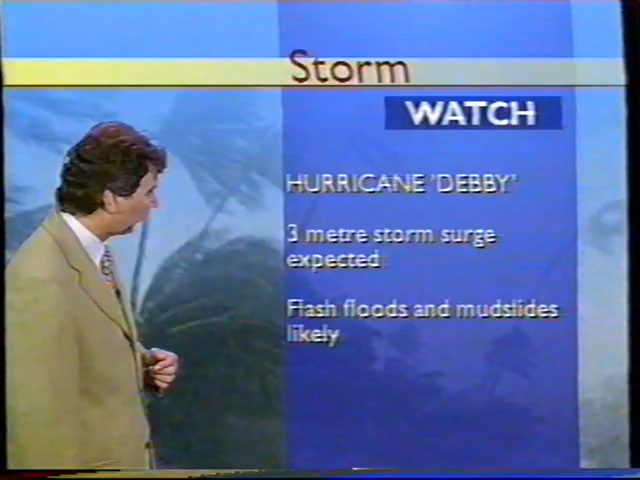 Storm
WATCH
HURRICANE 'DEBBY'
3 metre storm surge
expected
Flash floods and mudslides
likely